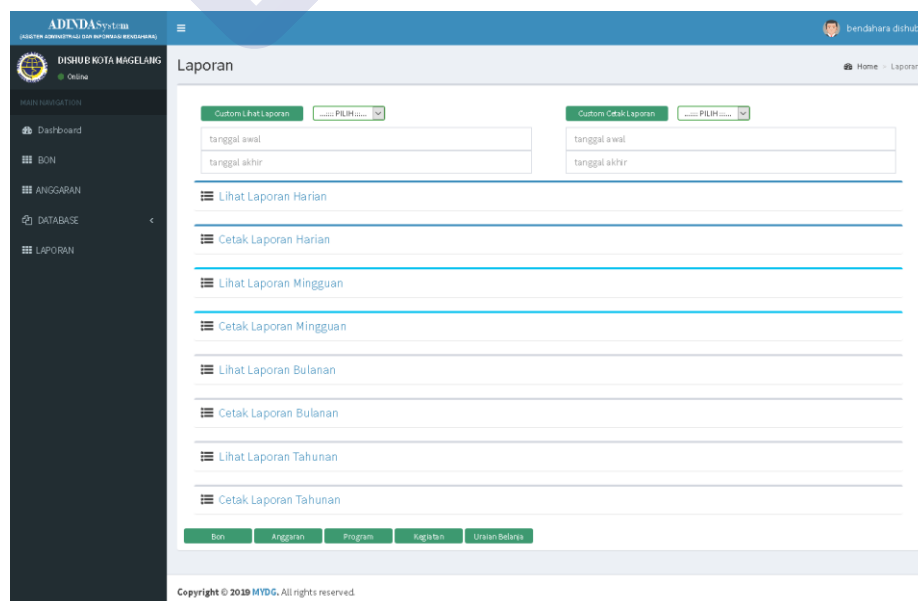 ADINDASystem
(ASISTEN ADMINISTRASI DAN INFORMASI BENDAHARA)
bendahara dishub
DISHUB KOTA MAGELANG
Online
MAIN NAVIGATION
Dashboard
BON
ANGGARAN
DATABASE
LAPORAN
Laporan
Home > Laporan
Custom Lihat Laporan
....::: PILIH :::....
tanggal awal
tanggal akhir
Custom Cetak Laporan
....::: PILIH :::....
tanggal awal
tanggal akhir
Lihat Laporan Harian
Cetak Laporan Harian
Lihat Laporan Mingguan
Cetak Laporan Mingguan
Lihat Laporan Bulanan
Cetak Laporan Bulanan
Lihat Laporan Tahunan
Cetak Laporan Tahunan
Bon Anggaran Program Kegiatan Uraian Belanja
Copyright © 2019 MYDG. All rights reserved.